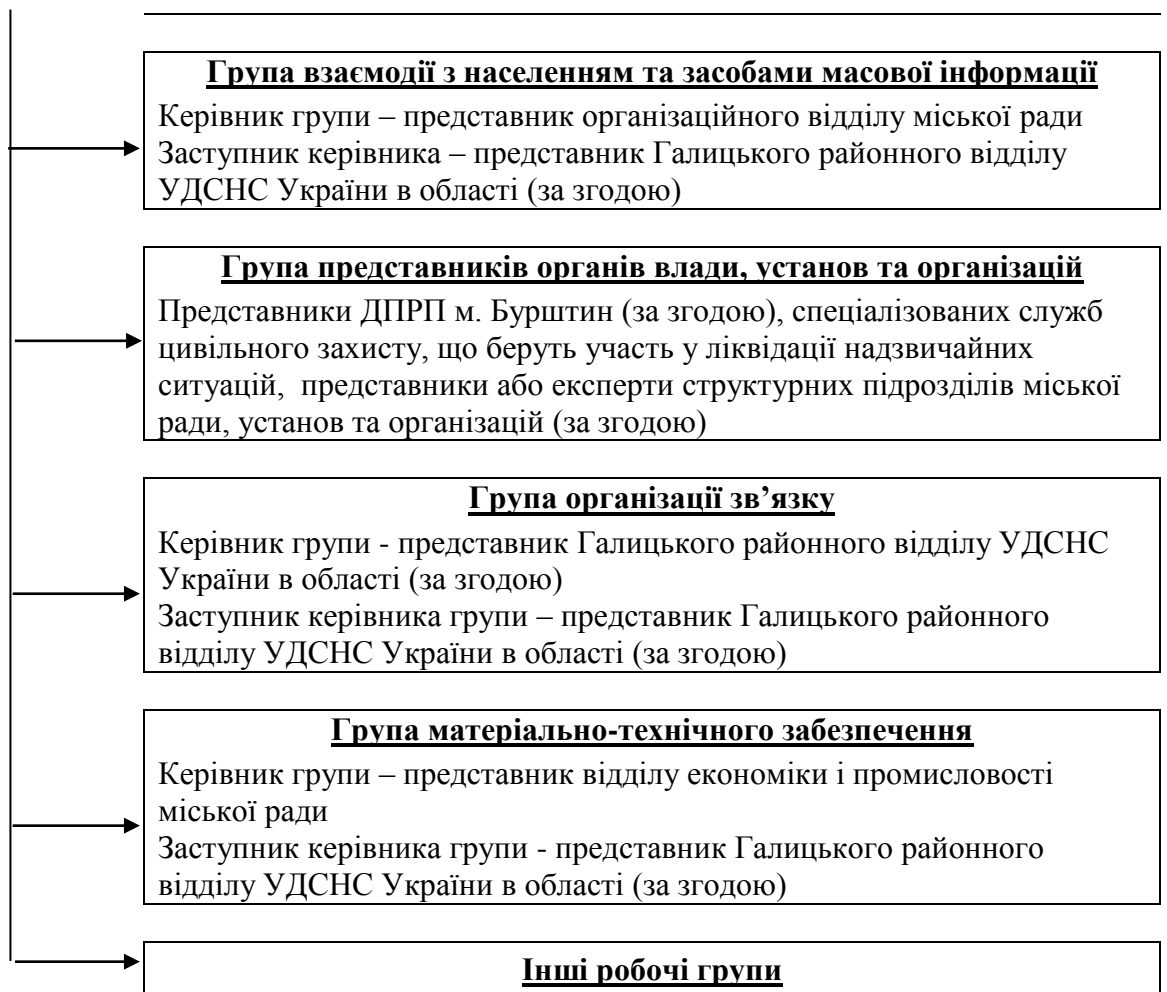 Група взаємодії з населенням та засобами масової інформації
Керівник групи – представник організаційного відділу міської ради
Заступник керівника – представник Галицького районного відділу
УДСНС України в області (за згодою)
Група представників органів влади, установ та організацій
Представники ДПРП м. Бурштин (за згодою), спеціалізованих служб
цивільного захисту, що беруть участь у ліквідації надзвичайних
ситуацій, представники або експерти структурних підрозділів міської
ради, установ та організацій (за згодою)
Група організації зв’язку
Керівник групи - представник Галицького районного відділу УДСНС
України в області (за згодою)
Заступник керівника групи – представник Галицького районного
відділу УДСНС України в області (за згодою)
Група матеріально-технічного забезпечення
Керівник групи – представник відділу економіки і промисловості
міської ради
Заступник керівника групи - представник Галицького районного
відділу УДСНС України в області (за згодою)
Інші робочі групи